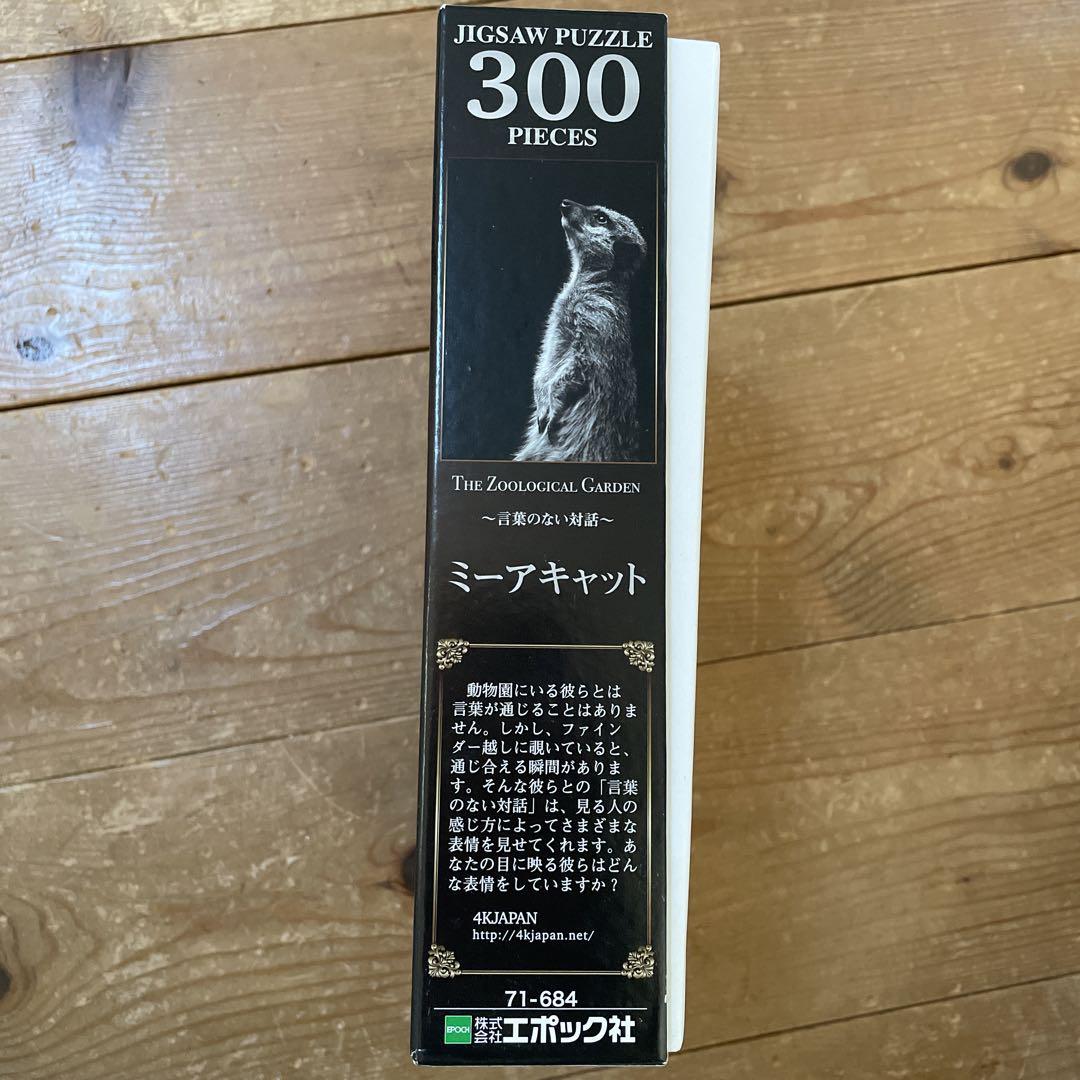 JIGSAW PUZZLE
300
PIECES
THE ZOOLOGICAL GARDEN
～言葉のない対話～
ミーアキャット
動物園にいる彼らとは
言葉が通じることはありま
せん。しかし、ファイン
ダー越しに覗いていると、
通じ合える瞬間がありま
す。そんな彼らとの「言葉
のない対話」は、見る人の
感じ方によってさまざまな
表情を見せてくれます。あ
なたの目に映る彼らはどん
な表情をしていますか？
4KJAPAN
http://4kjapan.net/
71-684
EPOCH 株式会社エポック社